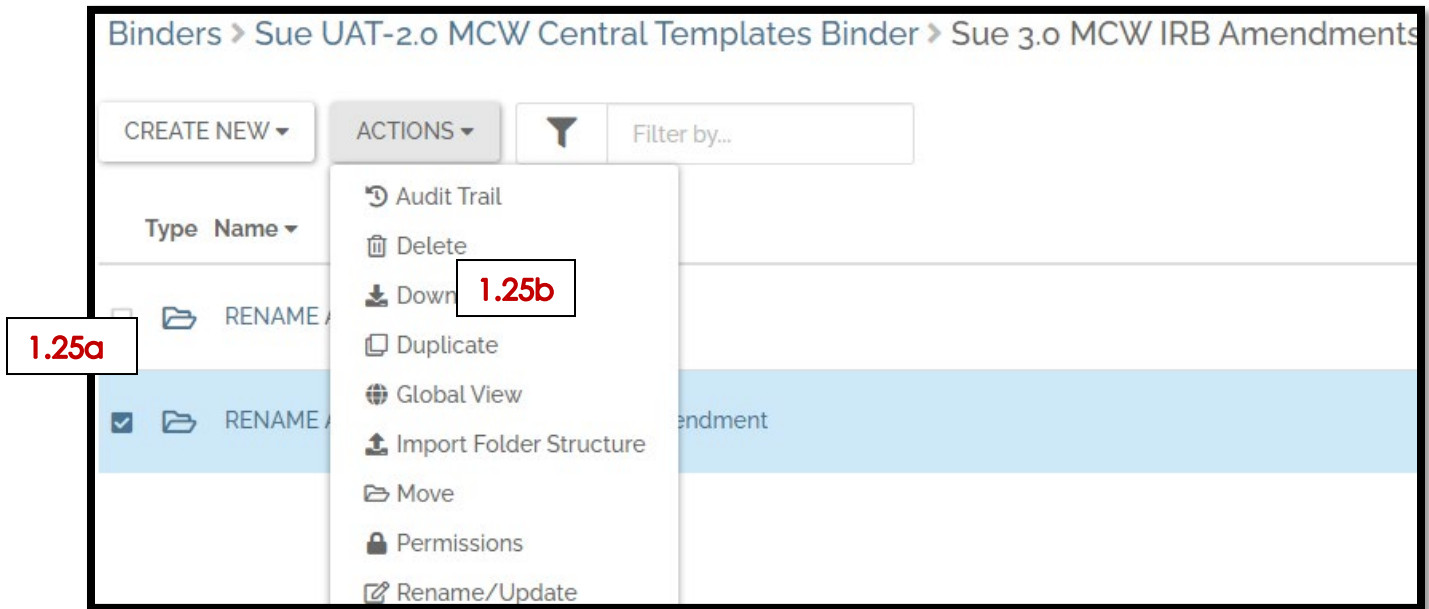 Binders > Sue UAT-2.0 MCW Central Templates Binder > Sue 3.0 MCW IRB Amendments
CREATE NEW ACTIONS Filter by...
Type Name
Audit Trail
Delete
Down
1.25b
RENAME
1.25a
Duplicate
Global View
RENAME endment
Import Folder Structure
Move
Permissions
Rename/Update